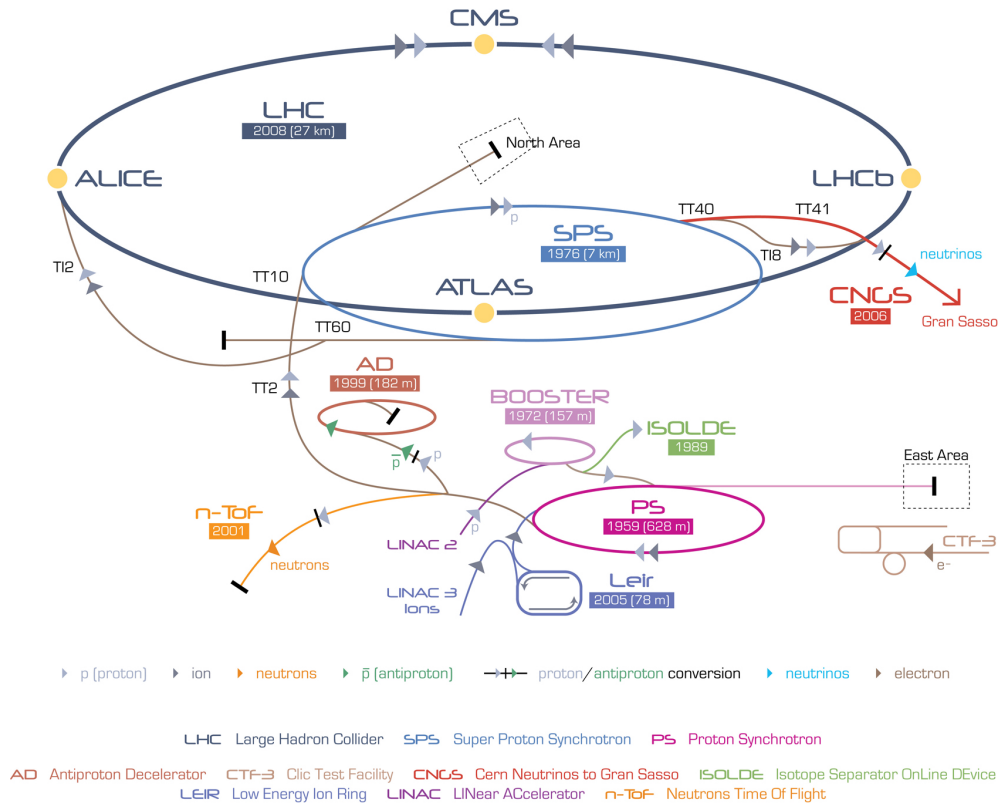 CMS
LHC
2008 (27 km)
North Area
ALICE
LHCb
p
TT40
TT41
SPS
1976 (7 km)
TI8
neutrinos
TI2
TT10
ATLAS
CNGS
2006
Gran Sasso
TT60
AD
1999 (182 m)
TT2
BOOSTER
1972 (157 m)
ISOLDE
1989
p̅
p
East Area
n-ToF
2001
PS
1959 (628 m)
p
LINAC 2
CTF-3
e-
neutrons
LINAC 3
Ions
Leir
2005 (78 m)
p (proton) ion neutrons p̅ (antiproton) proton/antiproton conversion neutrinos electron
LHC Large Hadron Collider SPS Super Proton Synchrotron PS Proton Synchrotron
AD Antiproton Decelerator CTF-3 Clic Test Facility CNGS Cern Neutrinos to Gran Sasso ISOLDE Isotope Separator OnLine DEvice
LEIR Low Energy Ion Ring LINAC LINear ACcelerator n-ToF Neutrons Time Of Flight